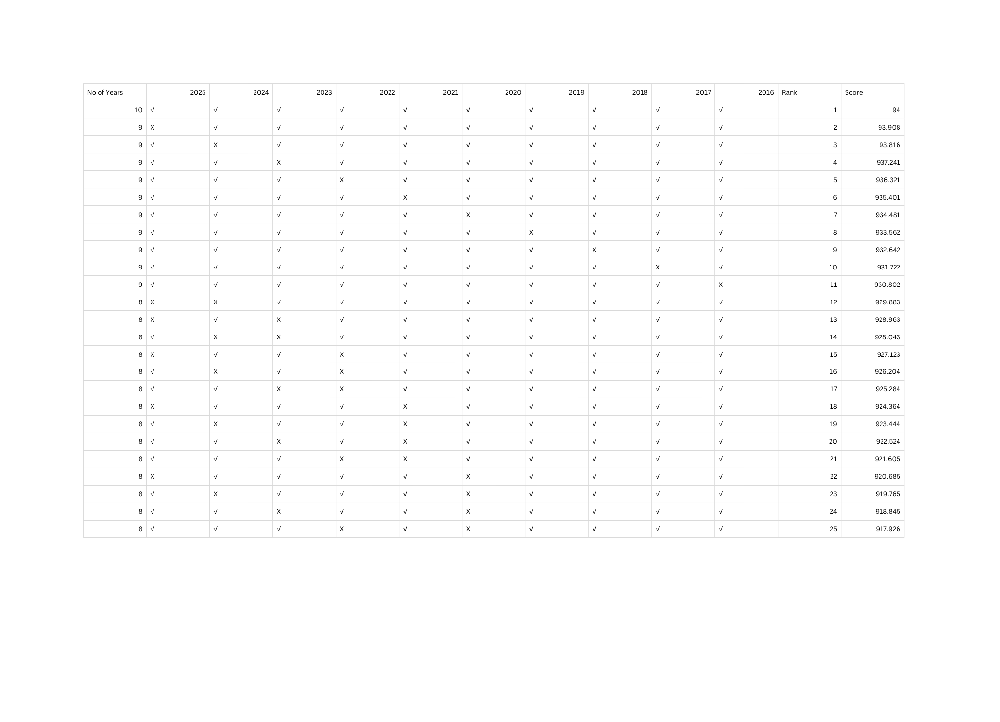 No of Years 2025 2024 2023 2022 2021 2020 2019 2018 2017 2016 Rank Score
10 √ √ √ √ √ √ √ √ √ √ 1 94
9 X √ √ √ √ √ √ √ √ √ 2 93.908
9 √ X √ √ √ √ √ √ √ √ 3 93.816
9 √ √ X √ √ √ √ √ √ √ 4 937.241
9 √ √ √ X √ √ √ √ √ √ 5 936.321
9 √ √ √ √ X √ √ √ √ √ 6 935.401
9 √ √ √ √ √ X √ √ √ √ 7 934.481
9 √ √ √ √ √ √ X √ √ √ 8 933.562
9 √ √ √ √ √ √ √ X √ √ 9 932.642
9 √ √ √ √ √ √ √ √ X √ 10 931.722
9 √ √ √ √ √ √ √ √ √ X 11 930.802
8 X X √ √ √ √ √ √ √ √ 12 929.883
8 X √ X √ √ √ √ √ √ √ 13 928.963
8 √ X X √ √ √ √ √ √ √ 14 928.043
8 X √ √ X √ √ √ √ √ √ 15 927.123
8 √ X √ X √ √ √ √ √ √ 16 926.204
8 √ √ X X √ √ √ √ √ √ 17 925.284
8 X √ √ √ X √ √ √ √ √ 18 924.364
8 √ X √ √ X √ √ √ √ √ 19 923.444
8 √ √ X √ X √ √ √ √ √ 20 922.524
8 √ √ √ X X √ √ √ √ √ 21 921.605
8 X √ √ √ √ X √ √ √ √ 22 920.685
8 √ X √ √ √ X √ √ √ √ 23 919.765
8 √ √ X √ √ X √ √ √ √ 24 918.845
8 √ √ √ X √ X √ √ √ √ 25 917.926